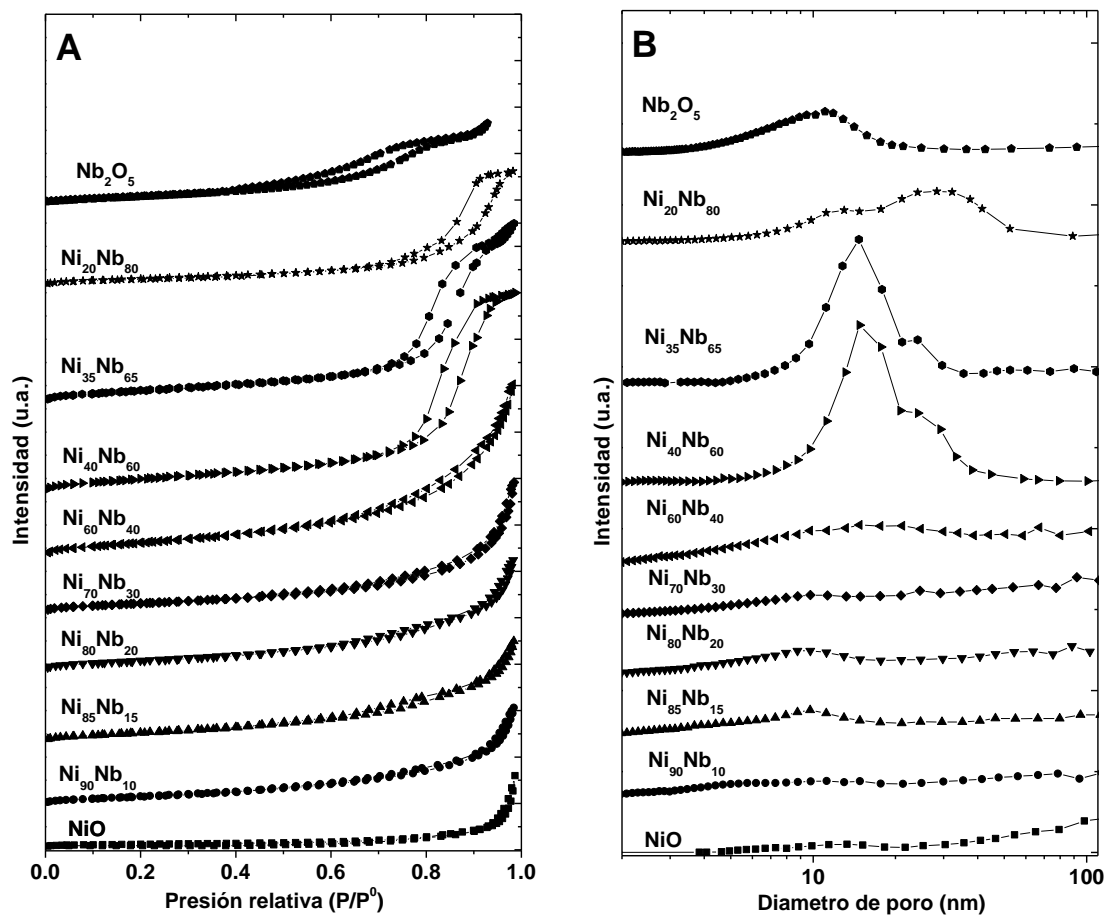 A
Intensidad (u.a.)
Nb₂O₅
Ni₂₀Nb₈₀
Ni₃₅Nb₆₅
Ni₄₀Nb₆₀
Ni₆₀Nb₄₀
Ni₇₀Nb₃₀
Ni₈₀Nb₂₀
Ni₈₅Nb₁₅
Ni₉₀Nb₁₀
NiO
0.0 0.2 0.4 0.6 0.8 1.0
Presión relativa (P/P⁰)
B
Intensidad (u.a.)
Nb₂O₅
Ni₂₀Nb₈₀
Ni₃₅Nb₆₅
Ni₄₀Nb₆₀
Ni₆₀Nb₄₀
Ni₇₀Nb₃₀
Ni₈₀Nb₂₀
Ni₈₅Nb₁₅
Ni₉₀Nb₁₀
NiO
10 100
Diametro de poro (nm)